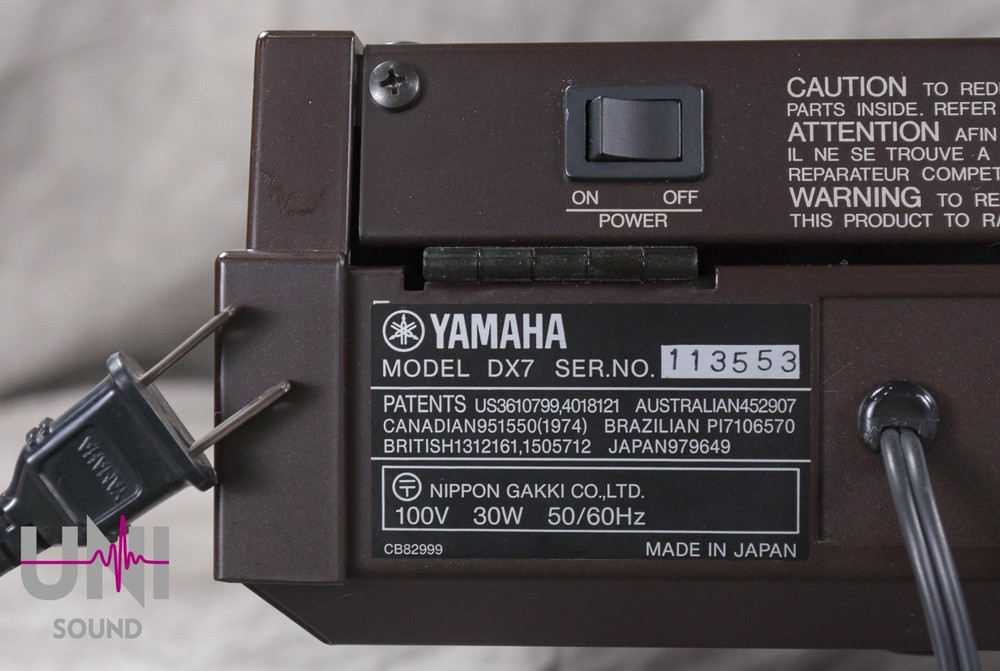 CAUTION TO RED
PARTS INSIDE. REFER
ATTENTION AFIN
IL NE SE TROUVE A
REPARATEUR COMPET
WARNING TO RE
THIS PRODUCT TO RA
ON OFF
POWER
YAMAHA
MODEL DX7 SER.NO. 113553
PATENTS US3610799,4018121 AUSTRALIAN452907
CANADIAN951550(1974) BRAZILIAN PI7106570
BRITISH1312161,1505712 JAPAN979649
NIPPON GAKKI CO.,LTD.
100V 30W 50/60Hz
CB82999 MADE IN JAPAN
YAMAHA
UNI
SOUND